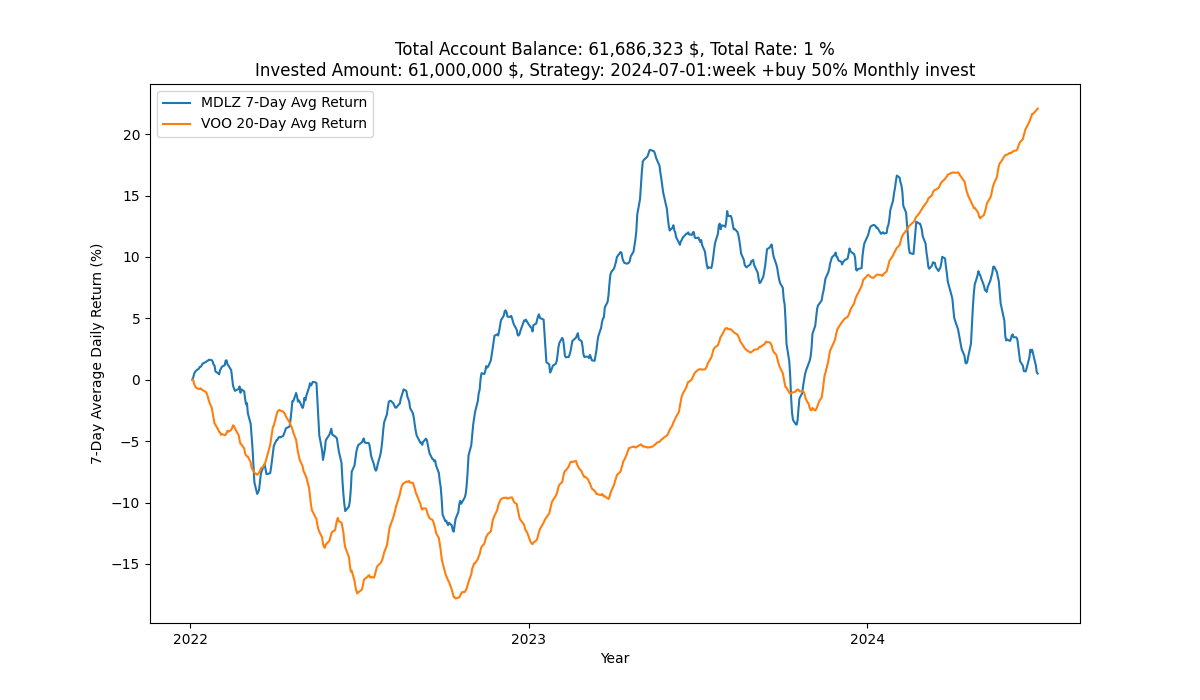 Total Account Balance: 61,686,323 $, Total Rate: 1 %
Invested Amount: 61,000,000 $, Strategy: 2024-07-01:week +buy 50% Monthly invest
MDLZ 7-Day Avg Return
VOO 20-Day Avg Return
7-Day Average Daily Return (%)
20
15
10
5
0
−5
−10
−15
2022
2023
2024
Year